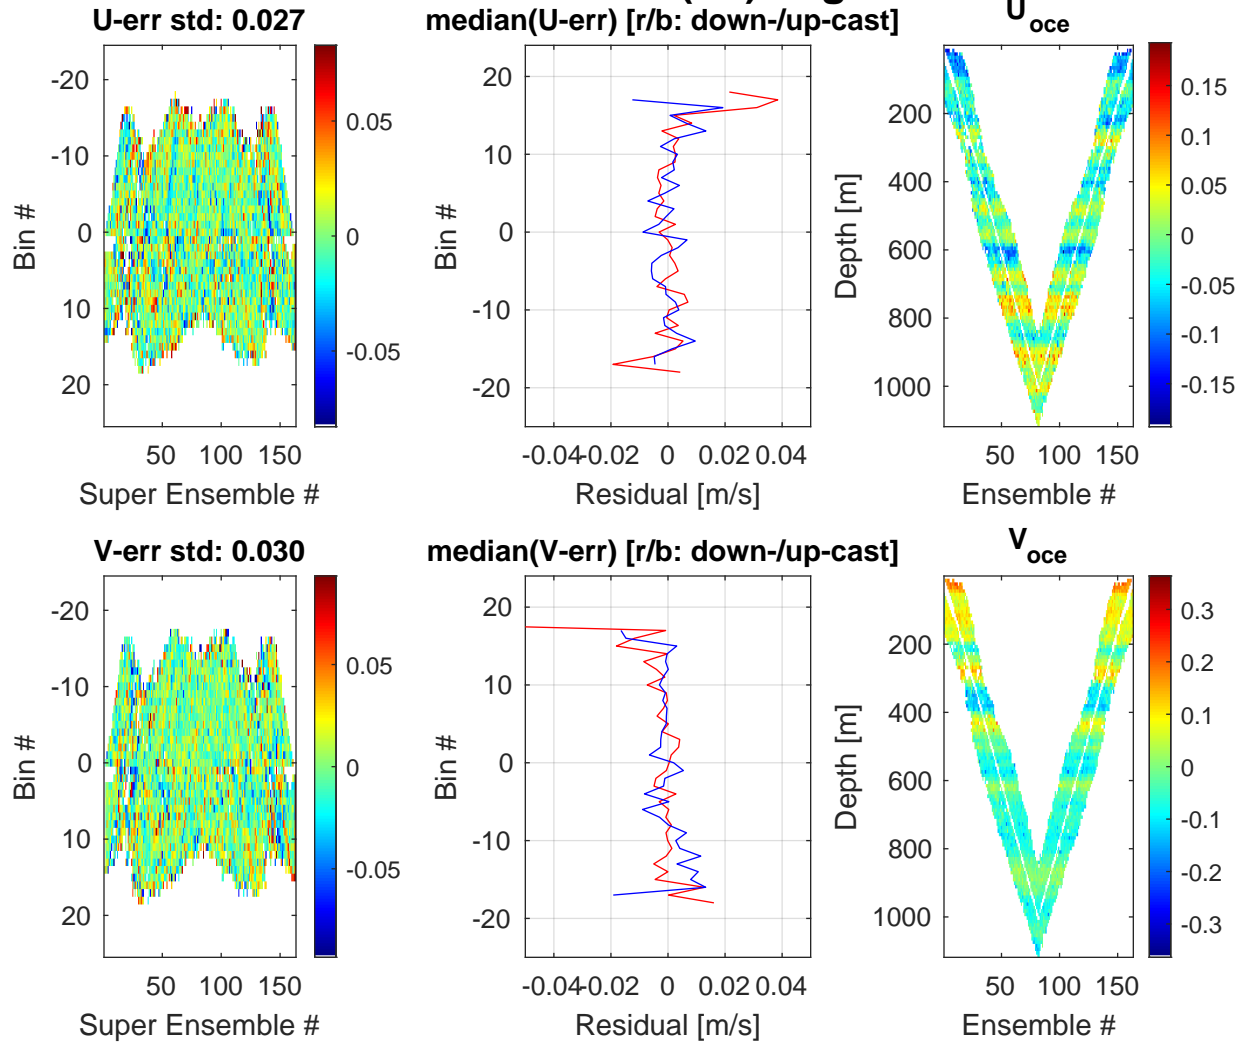 U-err std: 0.027
median(U-err) [r/b: down-/up-cast]
U_oce
-20
-10
0
10
20
Bin #
50 100 150
Super Ensemble #
0.05
0
-0.05
20
10
0
-10
-20
Bin #
-0.04 -0.02 0 0.02 0.04
Residual [m/s]
200
400
600
800
1000
Depth [m]
50 100 150
Ensemble #
0.15
0.1
0.05
0
-0.05
-0.1
-0.15
V-err std: 0.030
median(V-err) [r/b: down-/up-cast]
V_oce
-20
-10
0
10
20
Bin #
50 100 150
Super Ensemble #
0.05
0
-0.05
20
10
0
-10
-20
Bin #
-0.04 -0.02 0 0.02 0.04
Residual [m/s]
200
400
600
800
1000
Depth [m]
50 100 150
Ensemble #
0.3
0.2
0.1
0
-0.1
-0.2
-0.3